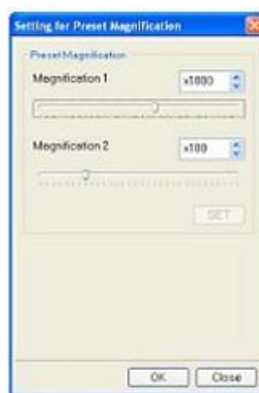 Setting for Preset Magnification
Preset Magnification
Magnification 1
x1000
Magnification 2
x100
SET
OK
Close